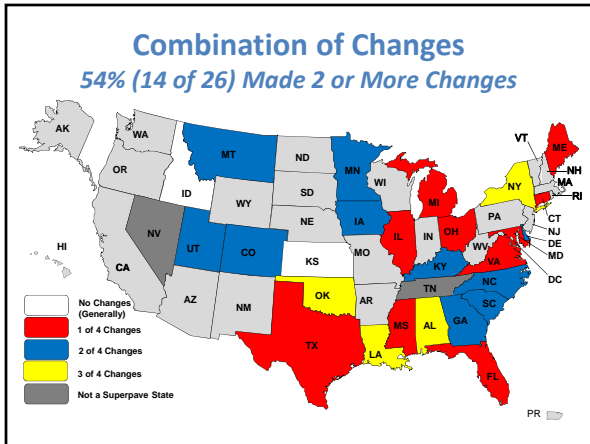 Combination of Changes
54% (14 of 26) Made 2 or More Changes
AK
WA
MT
ND
MN
VT
ME
NH
OR
ID
SD
WI
NY
MA
MI
RI
WY
CT
IA
PA
NJ
NE
DE
HI
NV
UT
CO
IL
IN
OH
WV
MD
CA
KS
MO
VA
KY
DC
NC
TN
AZ
NM
OK
AR
SC
MS
AL
GA
TX
LA
FL
PR
No Changes
(Generally)
1 of 4 Changes
2 of 4 Changes
3 of 4 Changes
Not a Superpave State